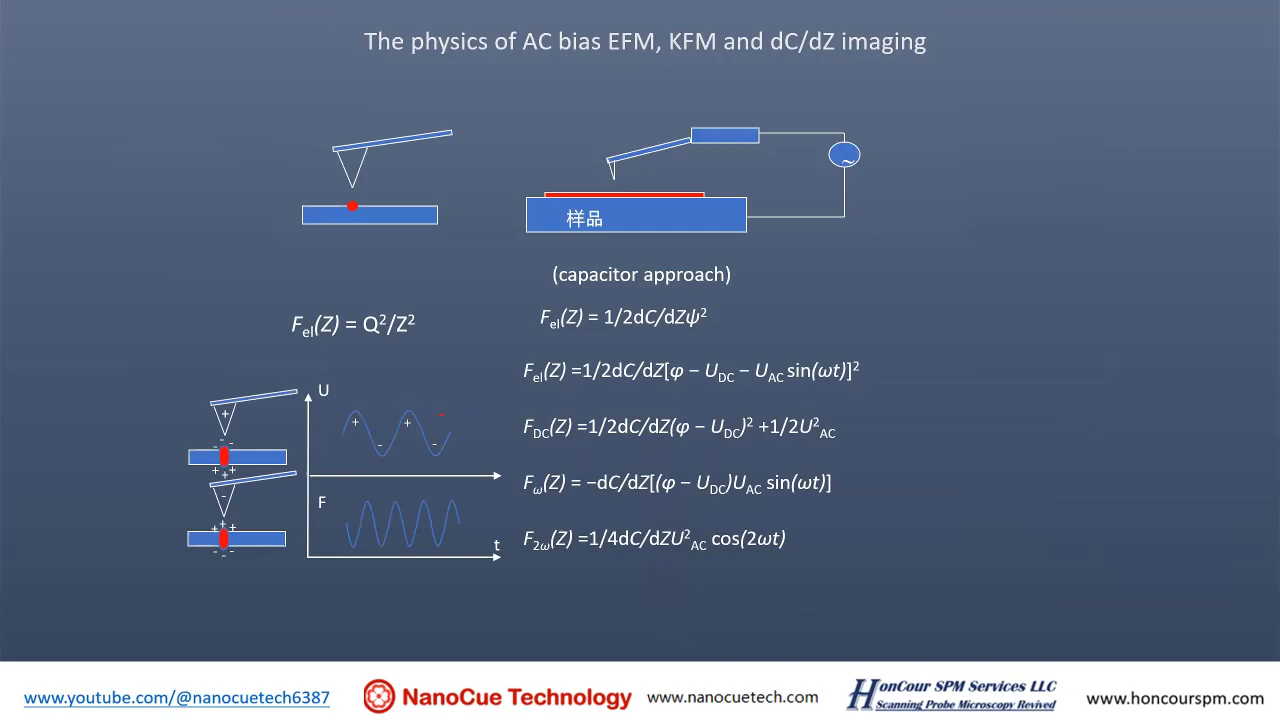 The physics of AC bias EFM, KFM and dC/dZ imaging
样品
(capacitor approach)
Fel(Z) = Q²/Z²
Fel(Z) = 1/2dC/dZψ²
Fel(Z) =1/2dC/dZ[φ − UDC − UAC sin(ωt)]²
FDC(Z) =1/2dC/dZ(φ − UDC)² +1/2U²AC
Fω(Z) = −dC/dZ[(φ − UDC)UAC sin(ωt)]
F2ω(Z) =1/4dC/dZU²AC cos(2ωt)
U
+
+ - + -
- - -
+ + +
-
F
+ + +
- - -
t
www.youtube.com/@nanocuetech6387
NanoCue Technology
www.nanocuetech.com
HonCour SPM Services LLC
Scanning Probe Microscopy Revived
www.honcourspm.com